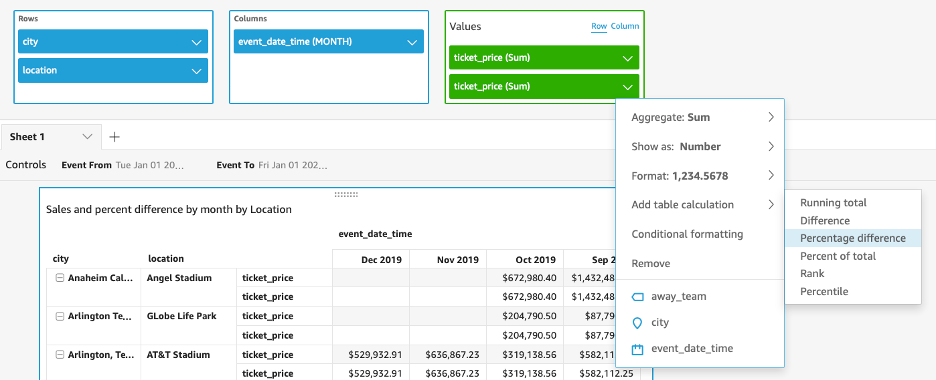 Rows
Columns
Values
Row Column
city
event_date_time (MONTH)
ticket_price (Sum)
location
ticket_price (Sum)
Aggregate: Sum
Show as: Number
Format: 1,234.5678
Add table calculation
Conditional formatting
Remove
away_team
city
event_date_time
Running total
Difference
Percentage difference
Percent of total
Rank
Percentile
Sheet 1
Controls Event From Tue Jan 01 20... Event To Fri Jan 01 202...
Sales and percent difference by month by Location
event_date_time
city location Dec 2019 Nov 2019 Oct 2019 Sep 2
Anaheim Cal... Angel Stadium ticket_price $672,980.40 $1,432,48
ticket_price $672,980.40 $1,432,48
Arlington Te... GLobe Life Park ticket_price $204,790.50 $87,79
ticket_price $204,790.50 $87,79
Arlington, Te... AT&T Stadium ticket_price $529,932.91 $636,867.23 $319,138.56 $582,11
ticket_price $529,932.91 $636,867.23 $319,138.56 $582,112.25